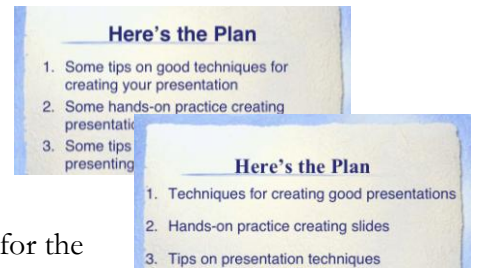 Here's the Plan
1. Some tips on good techniques for
creating your presentation
2. Some hands-on practice creating
3. Some tips
presenting
Here's the Plan
1. Techniques for creating good presentations
2. Hands-on practice creating slides
3. Tips on presentation techniques
for the